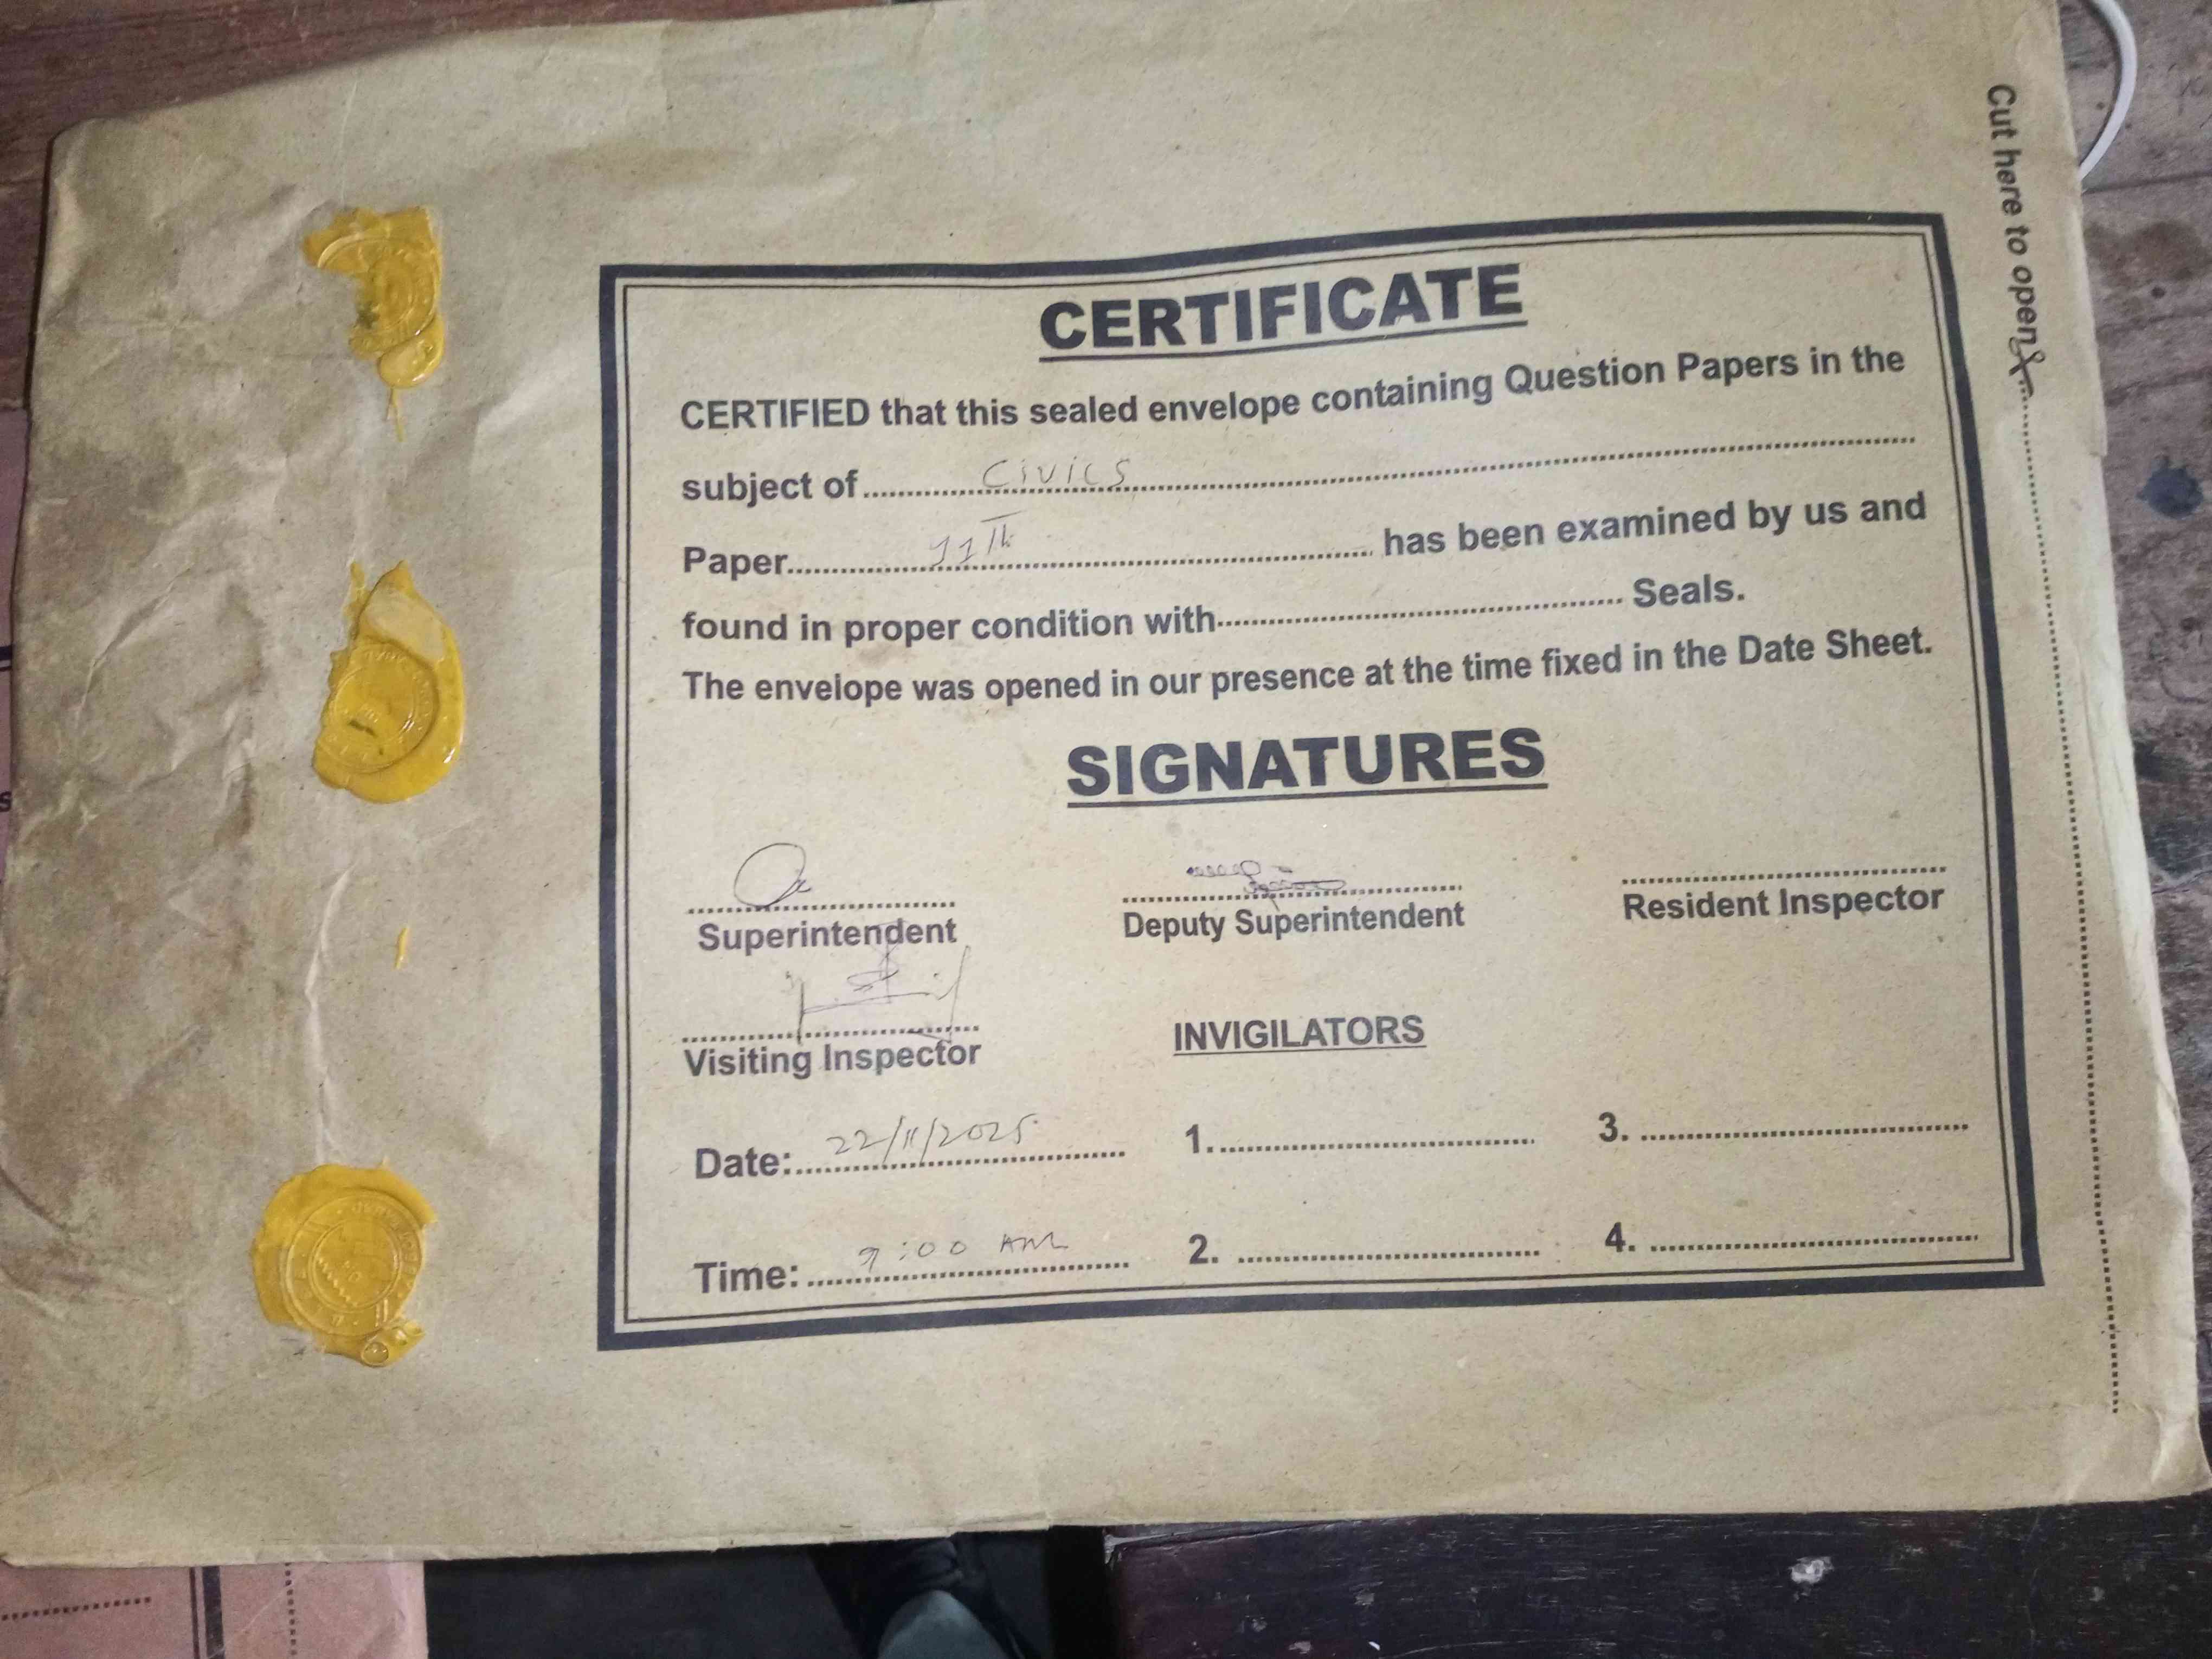 Cut here to open
CERTIFICATE
CERTIFIED that this sealed envelope containing Question Papers in the
subject of Civics
Paper 11th has been examined by us and
found in proper condition with Seals.
The envelope was opened in our presence at the time fixed in the Date Sheet.
SIGNATURES
Superintendent Deputy Superintendent Resident Inspector
Visiting Inspector INVIGILATORS
Date: 22/11/2025 1. 3.
Time: 9:00 AM 2. 4.